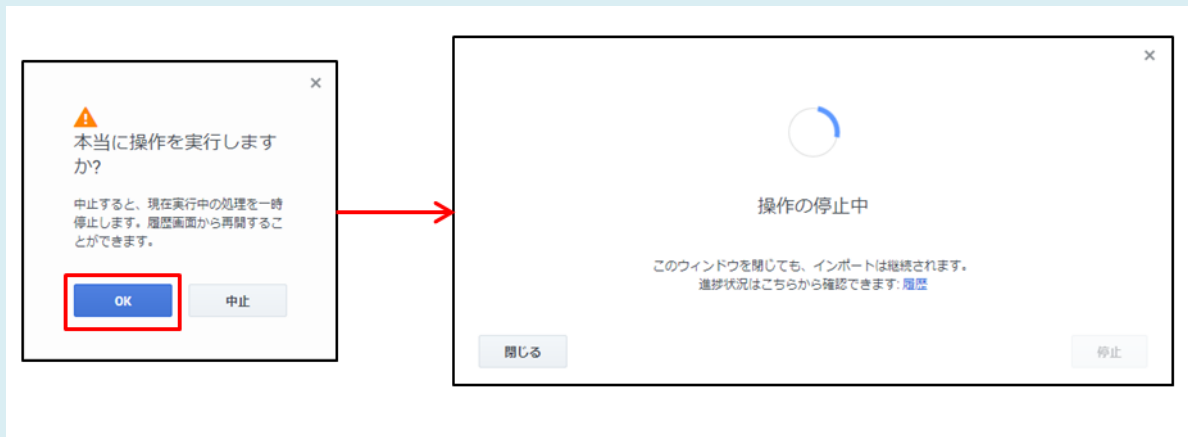 本当に操作を実行します
か?
中止すると、現在実行中の処理を一時
停止します。履歴画面から再開するこ
とができます。
OK
中止
操作の停止中
このウィンドウを閉じても、インポートは継続されます。
進捗状況はこちらから確認できます: 履歴
閉じる
停止